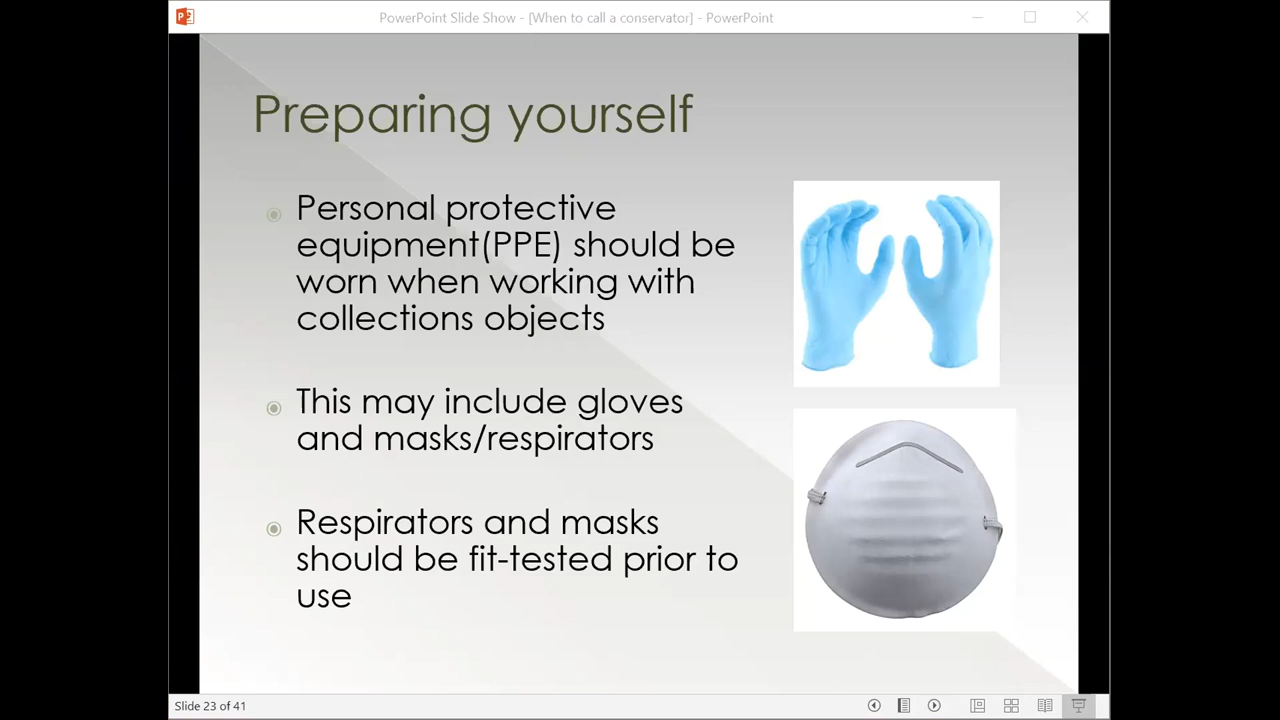 PowerPoint Slide Show - [When to call a conservator] - PowerPoint
Preparing yourself
Personal protective
equipment(PPE) should be
worn when working with
collections objects
This may include gloves
and masks/respirators
Respirators and masks
should be fit-tested prior to
use
Slide 23 of 41